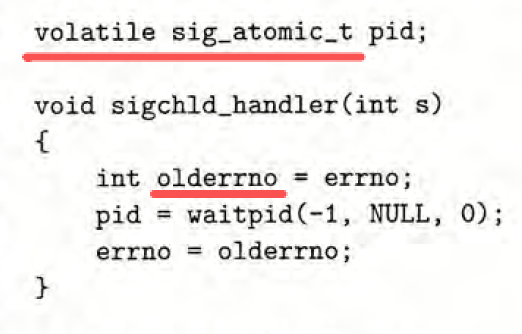 volatile sig_atomic_t pid;
void sigchld_handler(int s)
{
int olderrno = errno;
pid = waitpid(-1, NULL, 0);
errno = olderrno;
}